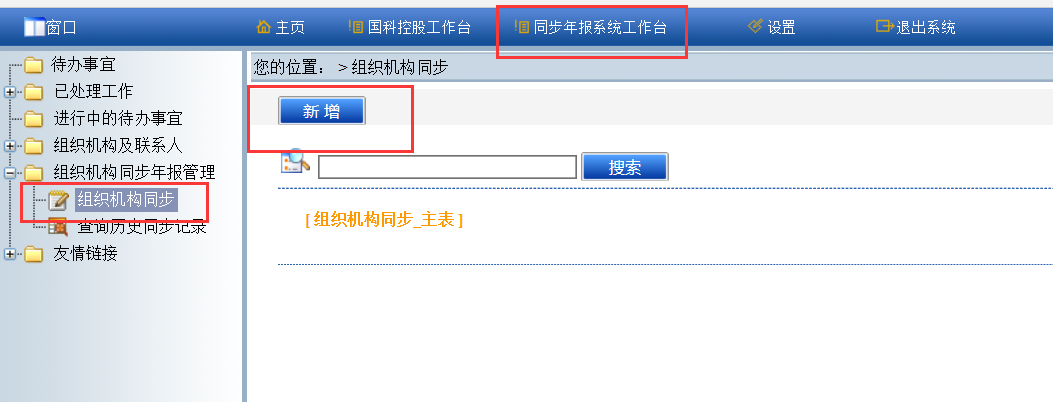 窗口 主页 国科控股工作台 同步年报系统工作台 设置 退出系统
待办事宜
已处理工作
进行中的待办事宜
组织机构及联系人
组织机构同步年报管理
组织机构同步
查询历史同步记录
友情链接
您的位置： > 组织机构同步
新 增
搜索
[ 组织机构同步_主表 ]